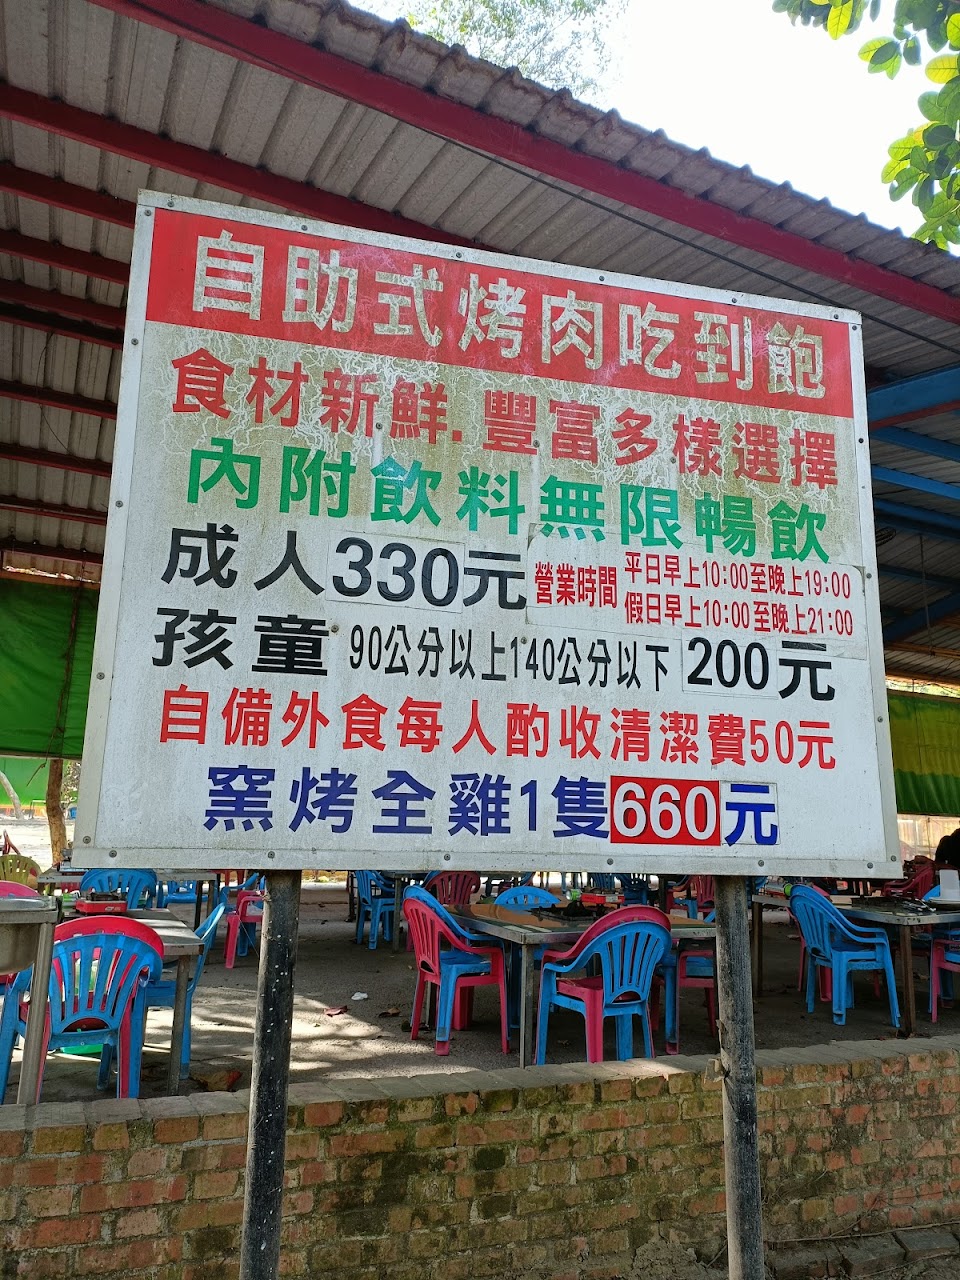 自助式烤肉吃到飽
食材新鮮.豐富多樣選擇
內附飲料無限暢飲
成人330元
營業時間
平日早上10:00至晚上19:00
假日早上10:00至晚上21:00
孩童90公分以上140公分以下200元
自備外食每人酌收清潔費50元
窯烤全雞1隻660元